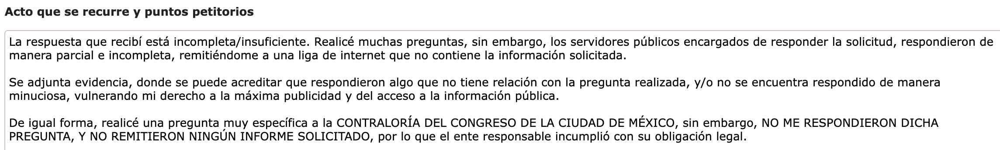 Acto que se recurre y puntos petitorios
La respuesta que recibí está incompleta/insuficiente. Realicé muchas preguntas, sin embargo, los servidores públicos encargados de responder la solicitud, respondieron de
manera parcial e incompleta, remitiéndome a una liga de internet que no contiene la información solicitada.
Se adjunta evidencia, donde se puede acreditar que respondieron algo que no tiene relación con la pregunta realizada, y/o no se encuentra respondido de manera
minuciosa, vulnerando mi derecho a la máxima publicidad y del acceso a la información pública.
De igual forma, realicé una pregunta muy específica a la CONTRALORÍA DEL CONGRESO DE LA CIUDAD DE MÉXICO, sin embargo, NO ME RESPONDIERON DICHA
PREGUNTA, Y NO REMITIERON NINGÚN INFORME SOLICITADO, por lo que el ente responsable incumplió con su obligación legal.